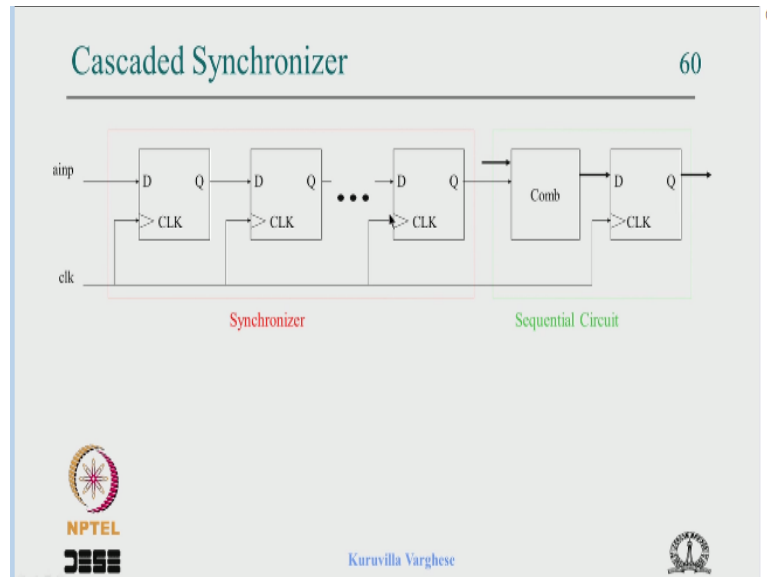 Cascaded Synchronizer 60
ainp
D Q D Q D Q
Comb
D Q
CLK CLK CLK CLK
clk
Synchronizer Sequential Circuit
NPTEL
Kuruvilla Varghese